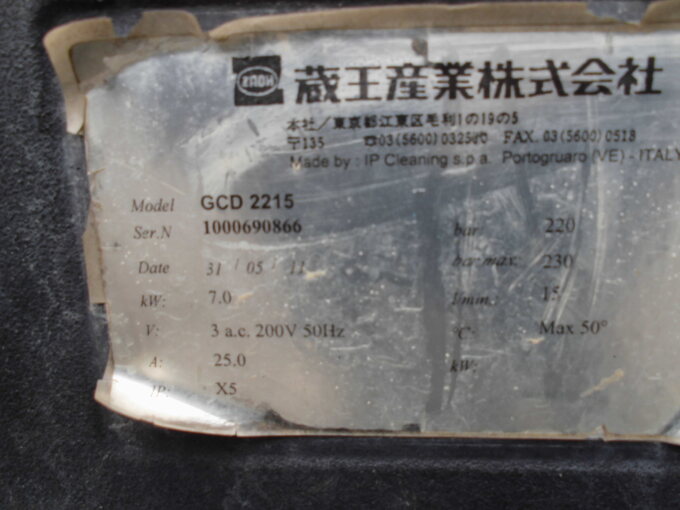 ZAOH 蔵王産業株式会社
本社/東京都江東区毛利1の19の5
〒135 ☎03(5600)0325 FAX. 03(5600)0518
Made by : IP Cleaning s.p.a. Portogruaro (VE) - ITALY
Model GCD 2215
Ser.N 1000690866 bar: 220
Date 31 / 05 / 11 bar max: 230
kW: 7.0 l/min: 15
V: 3 a.c. 200V 50Hz °C: Max 50°
A: 25.0 kW:
IP: X5